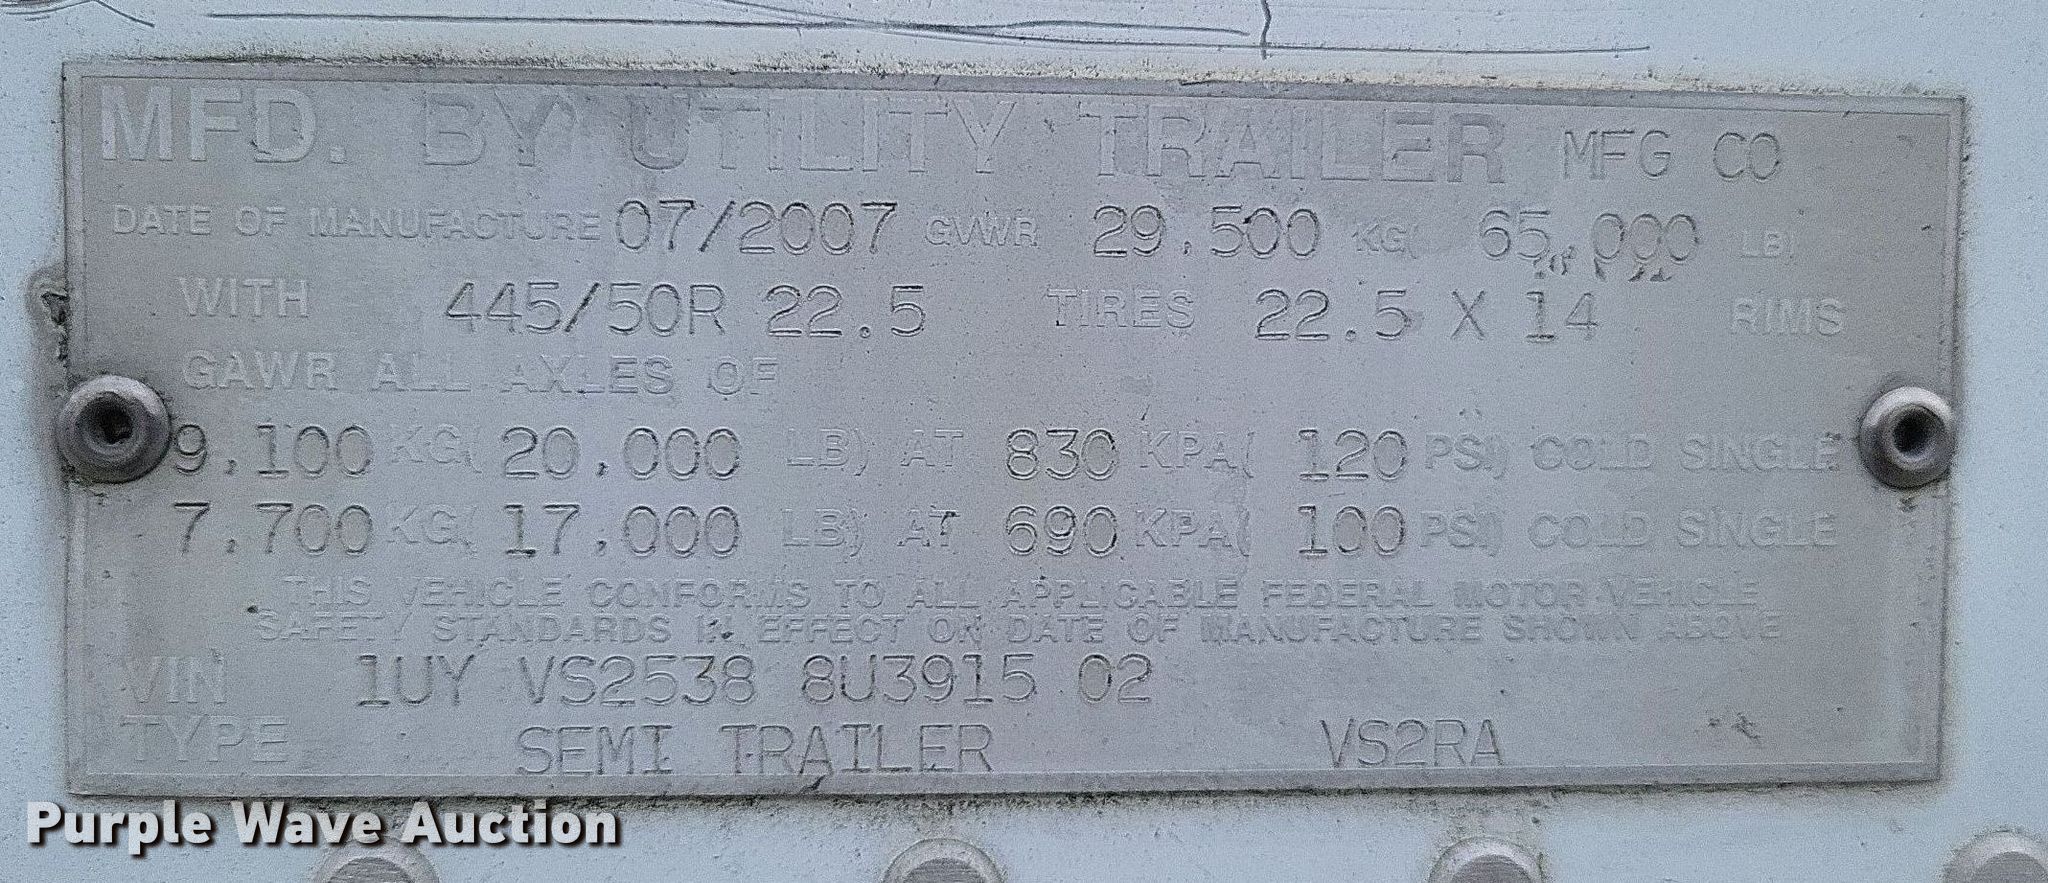 MFD. BY UTILITY TRAILER MFG CO
DATE OF MANUFACTURE 07/2007 GVWR 29,500 KG( 65,000 LB)
WITH 445/50R 22.5 TIRES 22.5 X 14 RIMS
GAWR ALL AXLES OF
9,100 KG( 20,000 LB) AT 830 KPA( 120 PSI) COLD SINGLE
7,700 KG( 17,000 LB) AT 690 KPA( 100 PSI) COLD SINGLE
THIS VEHICLE CONFORMS TO ALL APPLICABLE FEDERAL MOTOR VEHICLE
SAFETY STANDARDS IN EFFECT ON DATE OF MANUFACTURE SHOWN ABOVE
VIN 1UY VS2538 8U3915 02
TYPE SEMI TRAILER VS2RA
Purple Wave Auction